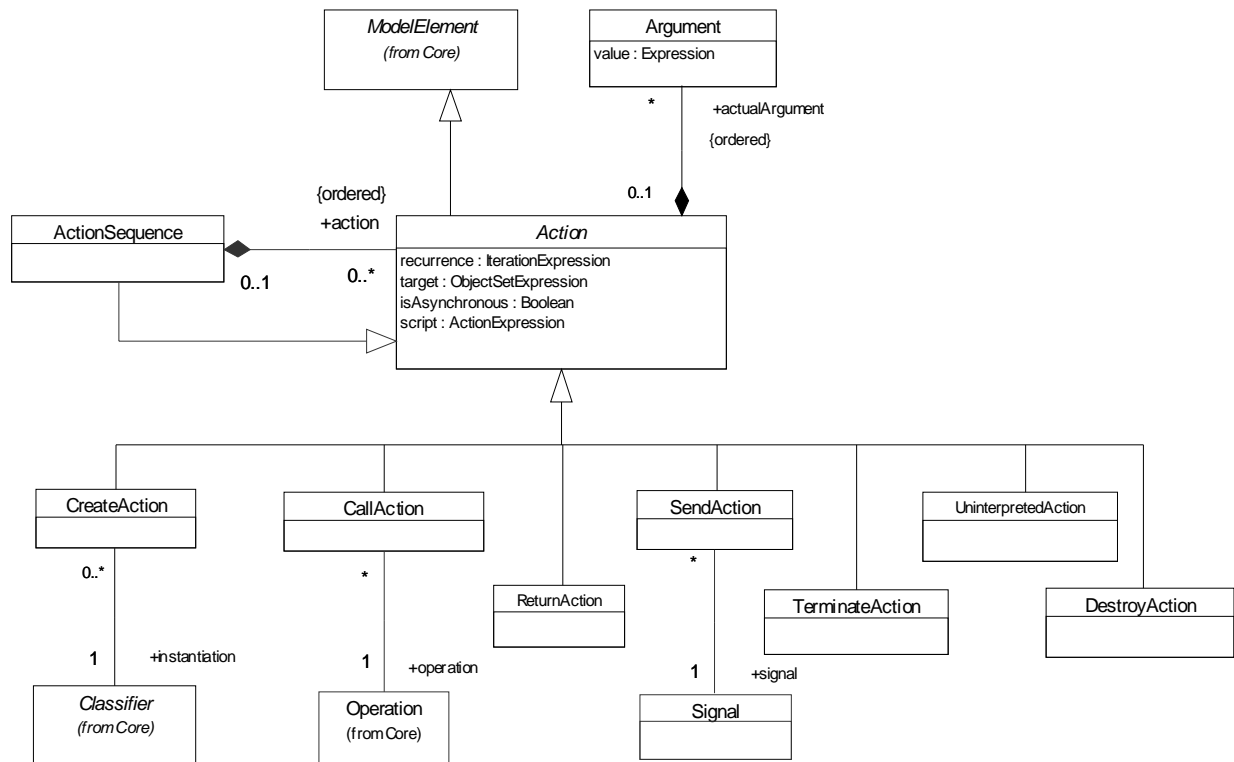 ModelElement
(from Core)
Argument
value : Expression
*
+actualArgument
{ordered}
0..1
{ordered}
+action
ActionSequence
0..1
0..*
Action
recurrence : IterationExpression
target : ObjectSetExpression
isAsynchronous : Boolean
script : ActionExpression
CreateAction
CallAction
SendAction
UninterpretedAction
0..*
*
*
ReturnAction
TerminateAction
DestroyAction
1
+instantiation
1
+operation
1
+signal
Classifier
(from Core)
Operation
(from Core)
Signal